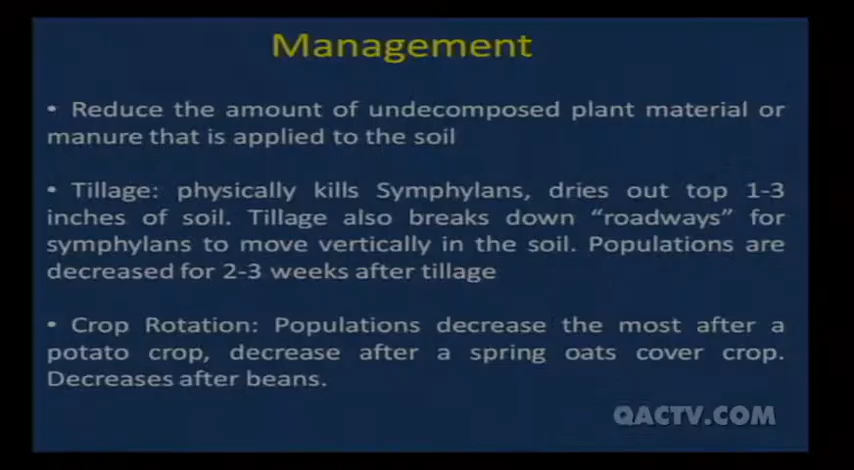 Management
• Reduce the amount of undecomposed plant material or
manure that is applied to the soil
• Tillage: physically kills Symphylans, dries out top 1-3
inches of soil. Tillage also breaks down “roadways” for
symphylans to move vertically in the soil. Populations are
decreased for 2-3 weeks after tillage
• Crop Rotation: Populations decrease the most after a
potato crop, decrease after a spring oats cover crop.
Decreases after beans.
QACTV.COM